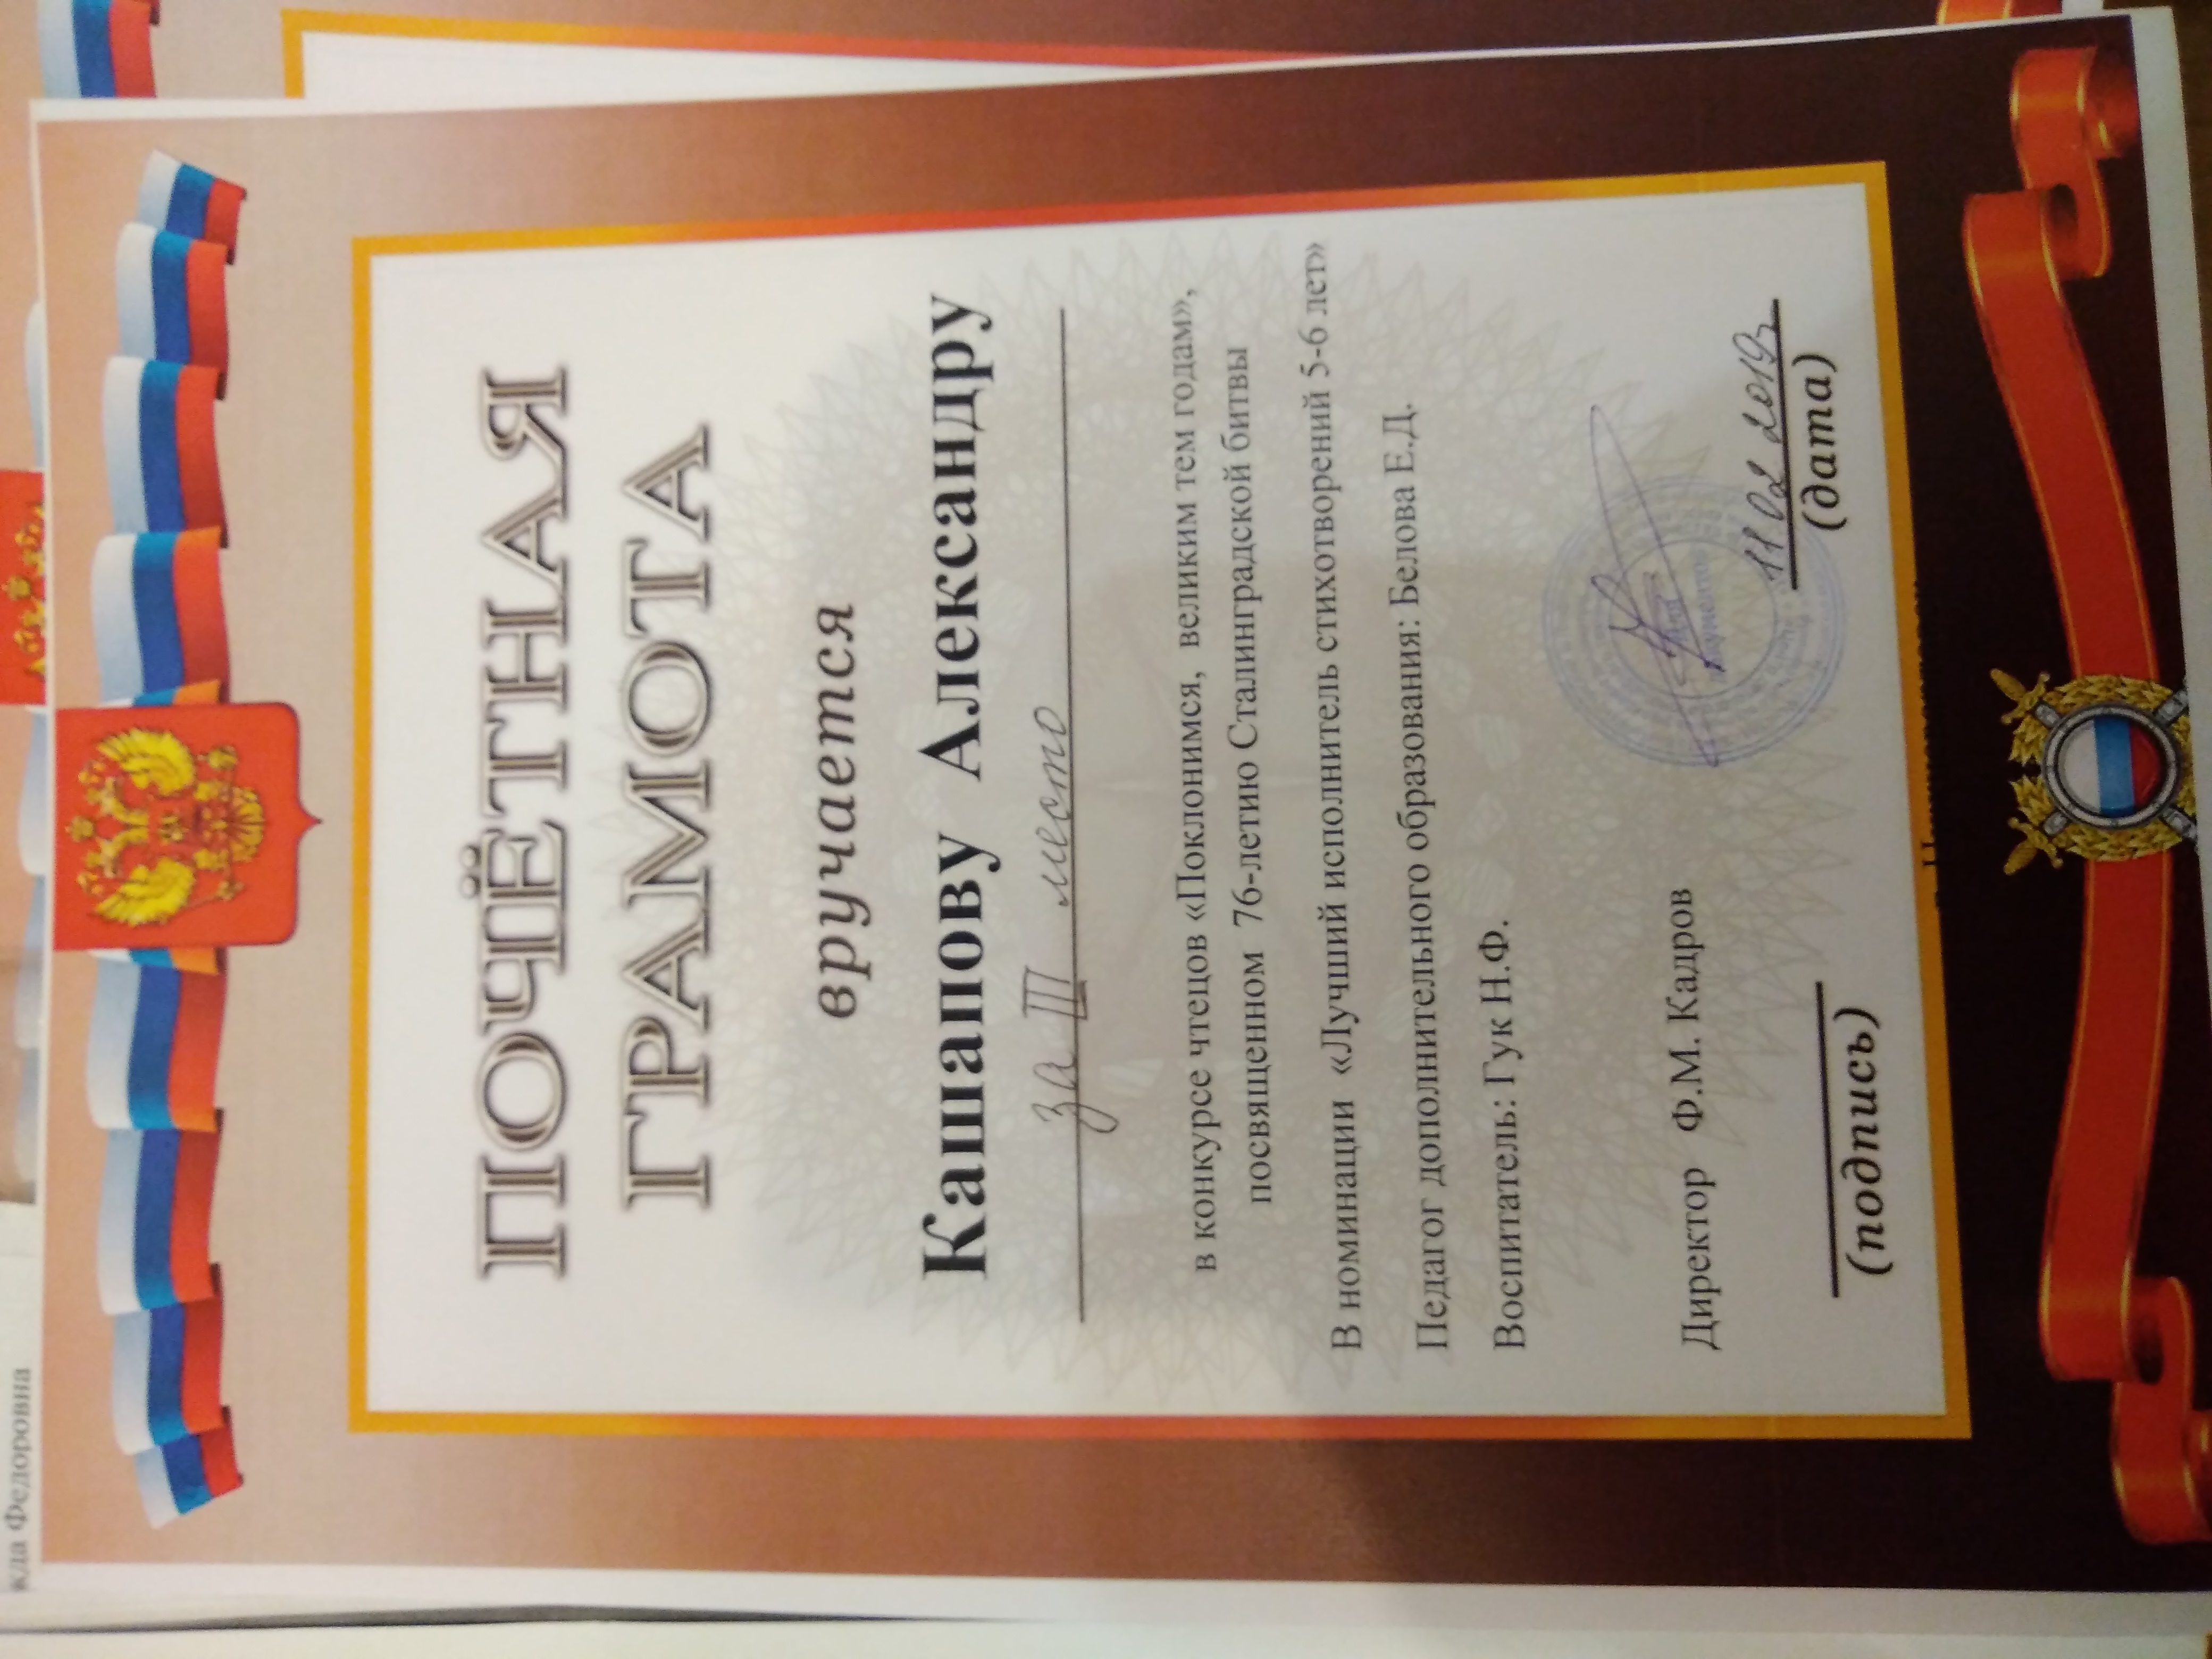 ПОЧЁТНАЯ
ГРАМОТА
вручается
Кашапову Александру
за III место
в конкурсе чтецов «Поклонимся, великим тем годам»,
посвященном 76-летию Сталинградской битвы
В номинации «Лучший исполнитель стихотворений 5-6 лет»
Педагог дополнительного образования: Белова Е.Д.
Воспитатель: Гук Н.Ф.
Директор Ф.М. Кадров
11 02 2019г
(подпись) (дата)
Федоровна